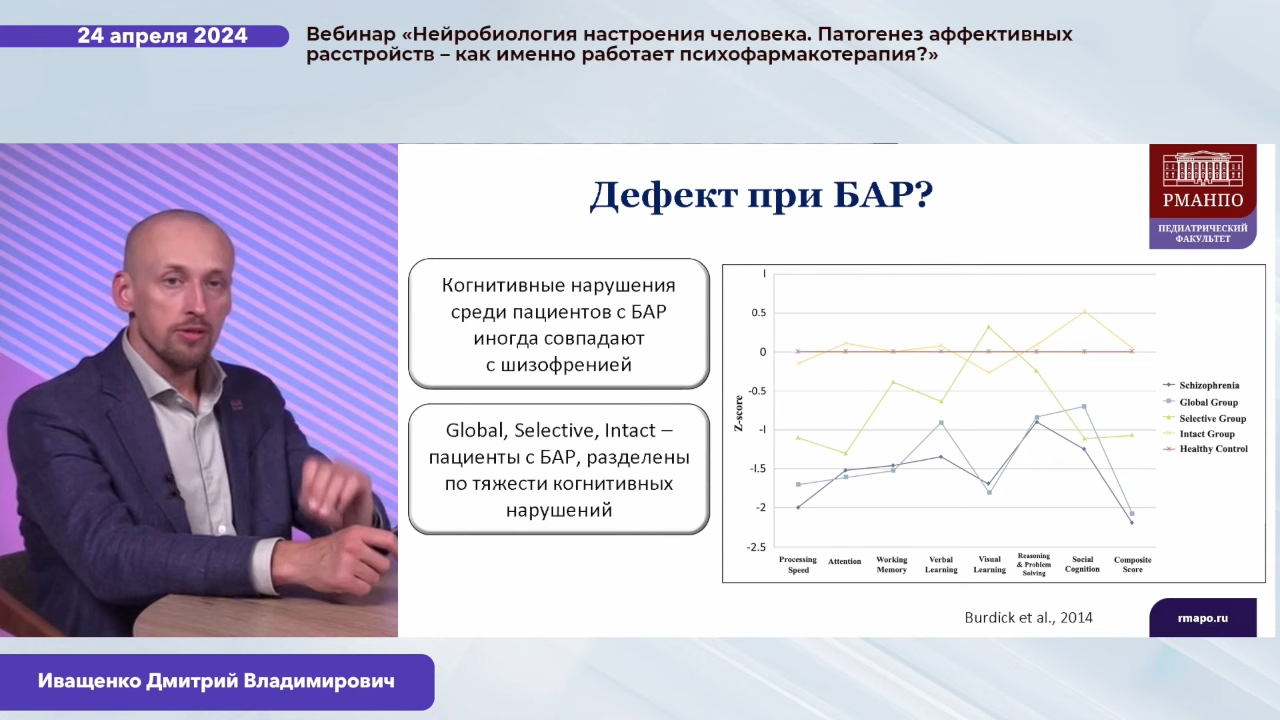 24 апреля 2024
Вебинар «Нейробиология настроения человека. Патогенез аффективных
расстройств – как именно работает психофармакотерапия?»
Дефект при БАР?
РМАНПО
ПЕДИАТРИЧЕСКИЙ
ФАКУЛЬТЕТ
Когнитивные нарушения
среди пациентов с БАР
иногда совпадают
с шизофренией
Global, Selective, Intact –
пациенты с БАР, разделены
по тяжести когнитивных
нарушений
Z-score
1
0.5
0
-0.5
-1
-1.5
-2
-2.5
Processing
Speed
Attention
Working
Memory
Verbal
Learning
Visual
Learning
Reasoning
& Problem
Solving
Social
Cognition
Composite
Score
Schizophrenia
Global Group
Selective Group
Intact Group
Healthy Control
Burdick et al., 2014
rmapo.ru
Иващенко Дмитрий Владимирович